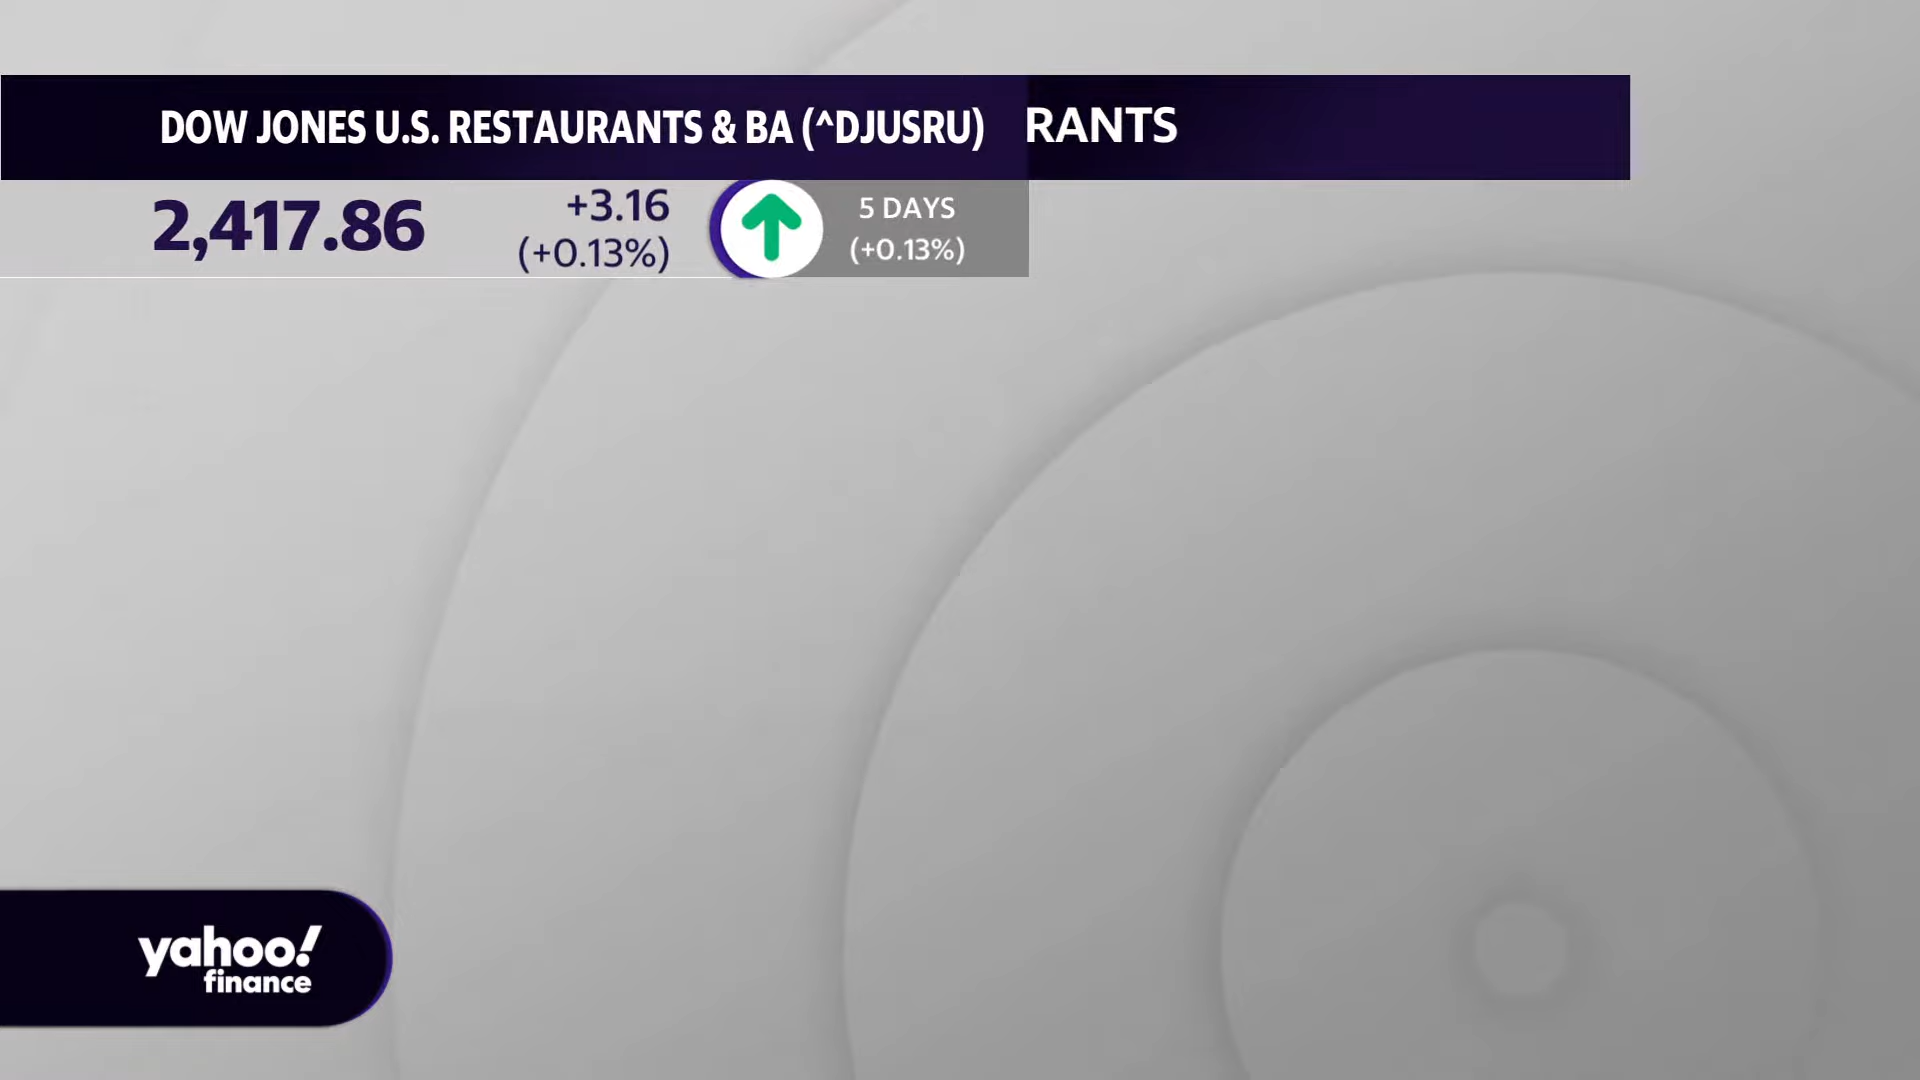 DOW JONES U.S. RESTAURANTS & BA (^DJUSRU) RANTS
2,417.86
+3.16
(+0.13%)
5 DAYS
(+0.13%)
yahoo!
finance